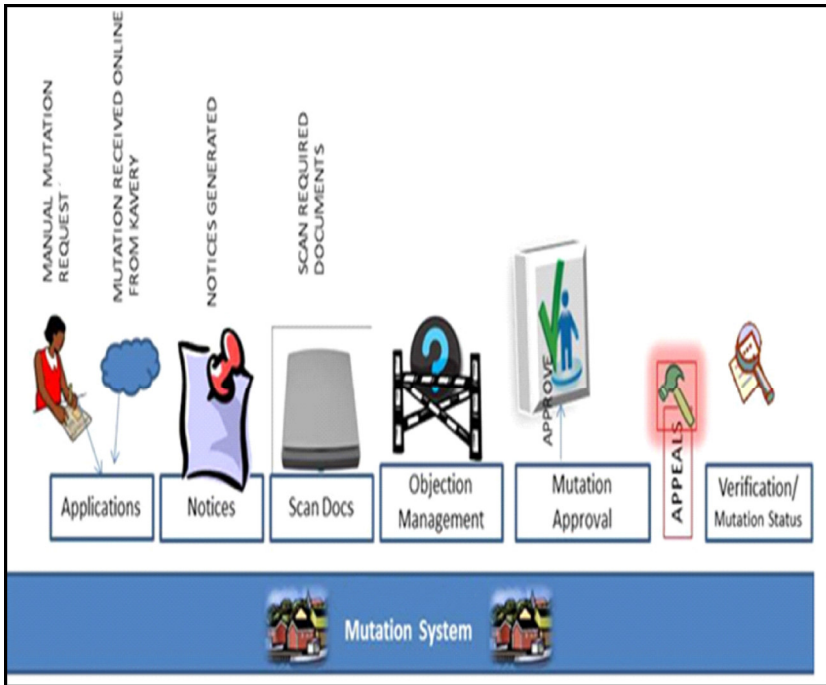 MANUAL MUTATION
REQUEST
MUTATION RECEIVED ONLINE
FROM KAVERY
NOTICES GENERATED
SCAN REQUIRED
DOCUMENTS
APPROVE
Applications
Notices
Scan Docs
Objection
Management
Mutation
Approval
APPEALS
Verification/
Mutation Status
Mutation System